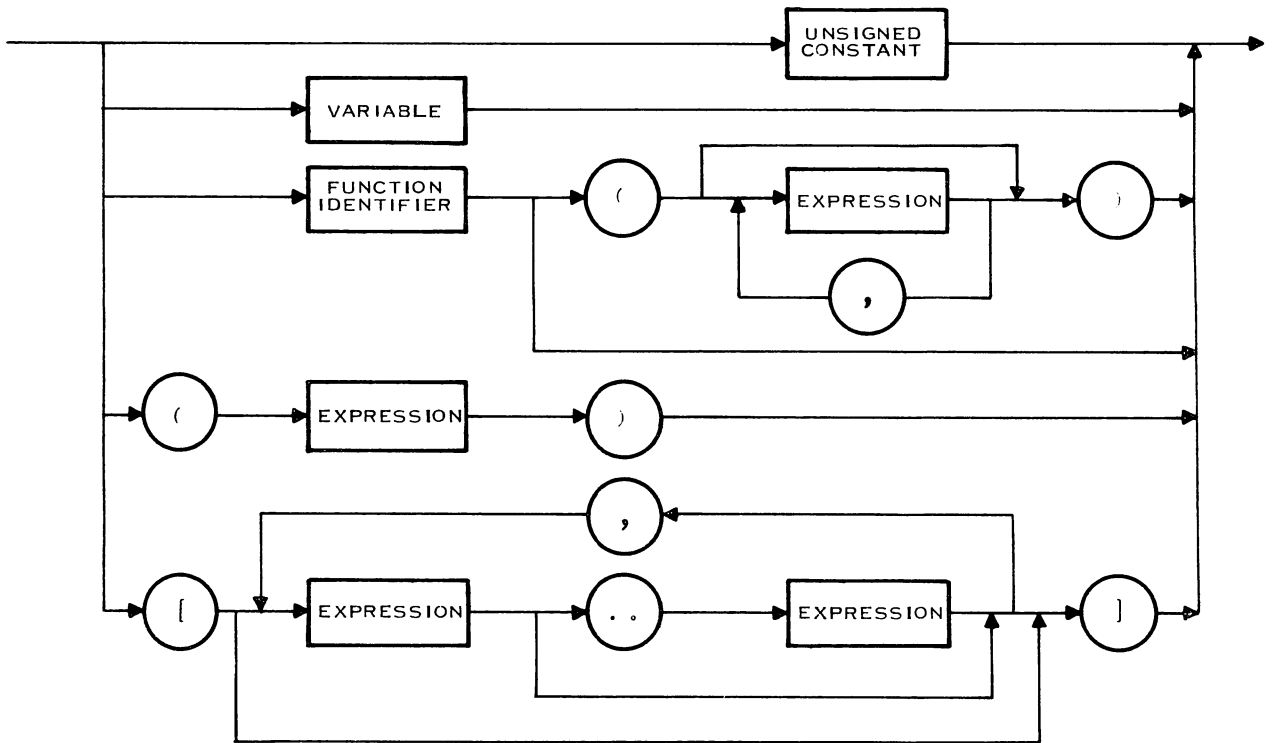 UNSIGNED
CONSTANT
VARIABLE
FUNCTION
IDENTIFIER
(
EXPRESSION
)
,
(
EXPRESSION
)
,
[
EXPRESSION
..
EXPRESSION
]